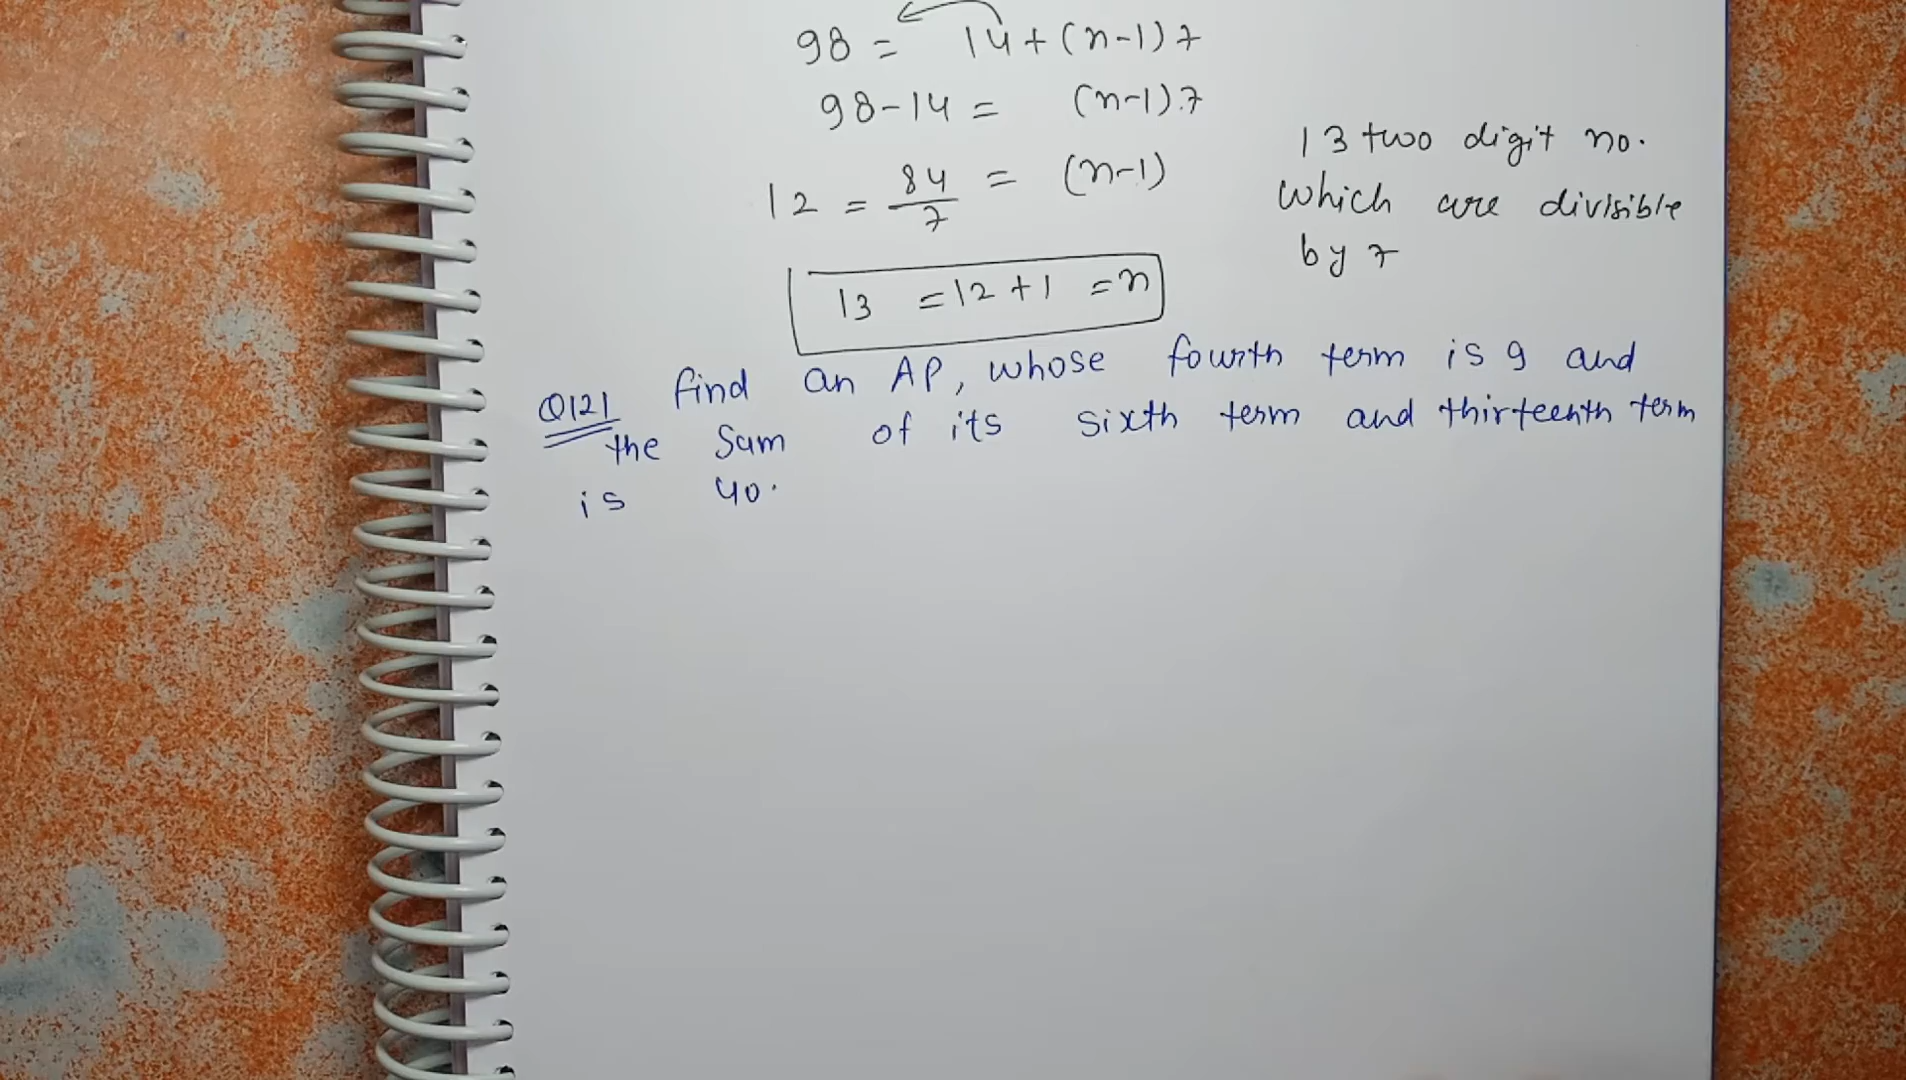 98 = 14 + (n-1) 7
98-14 = (n-1).7
12 = 84/7 = (n-1)
13 = 12 + 1 = n
13 two digit no.
which are divisible
by 7
Q121 find an AP, whose fourth term is 9 and
the Sum of its sixth term and thirteenth term
is 40.